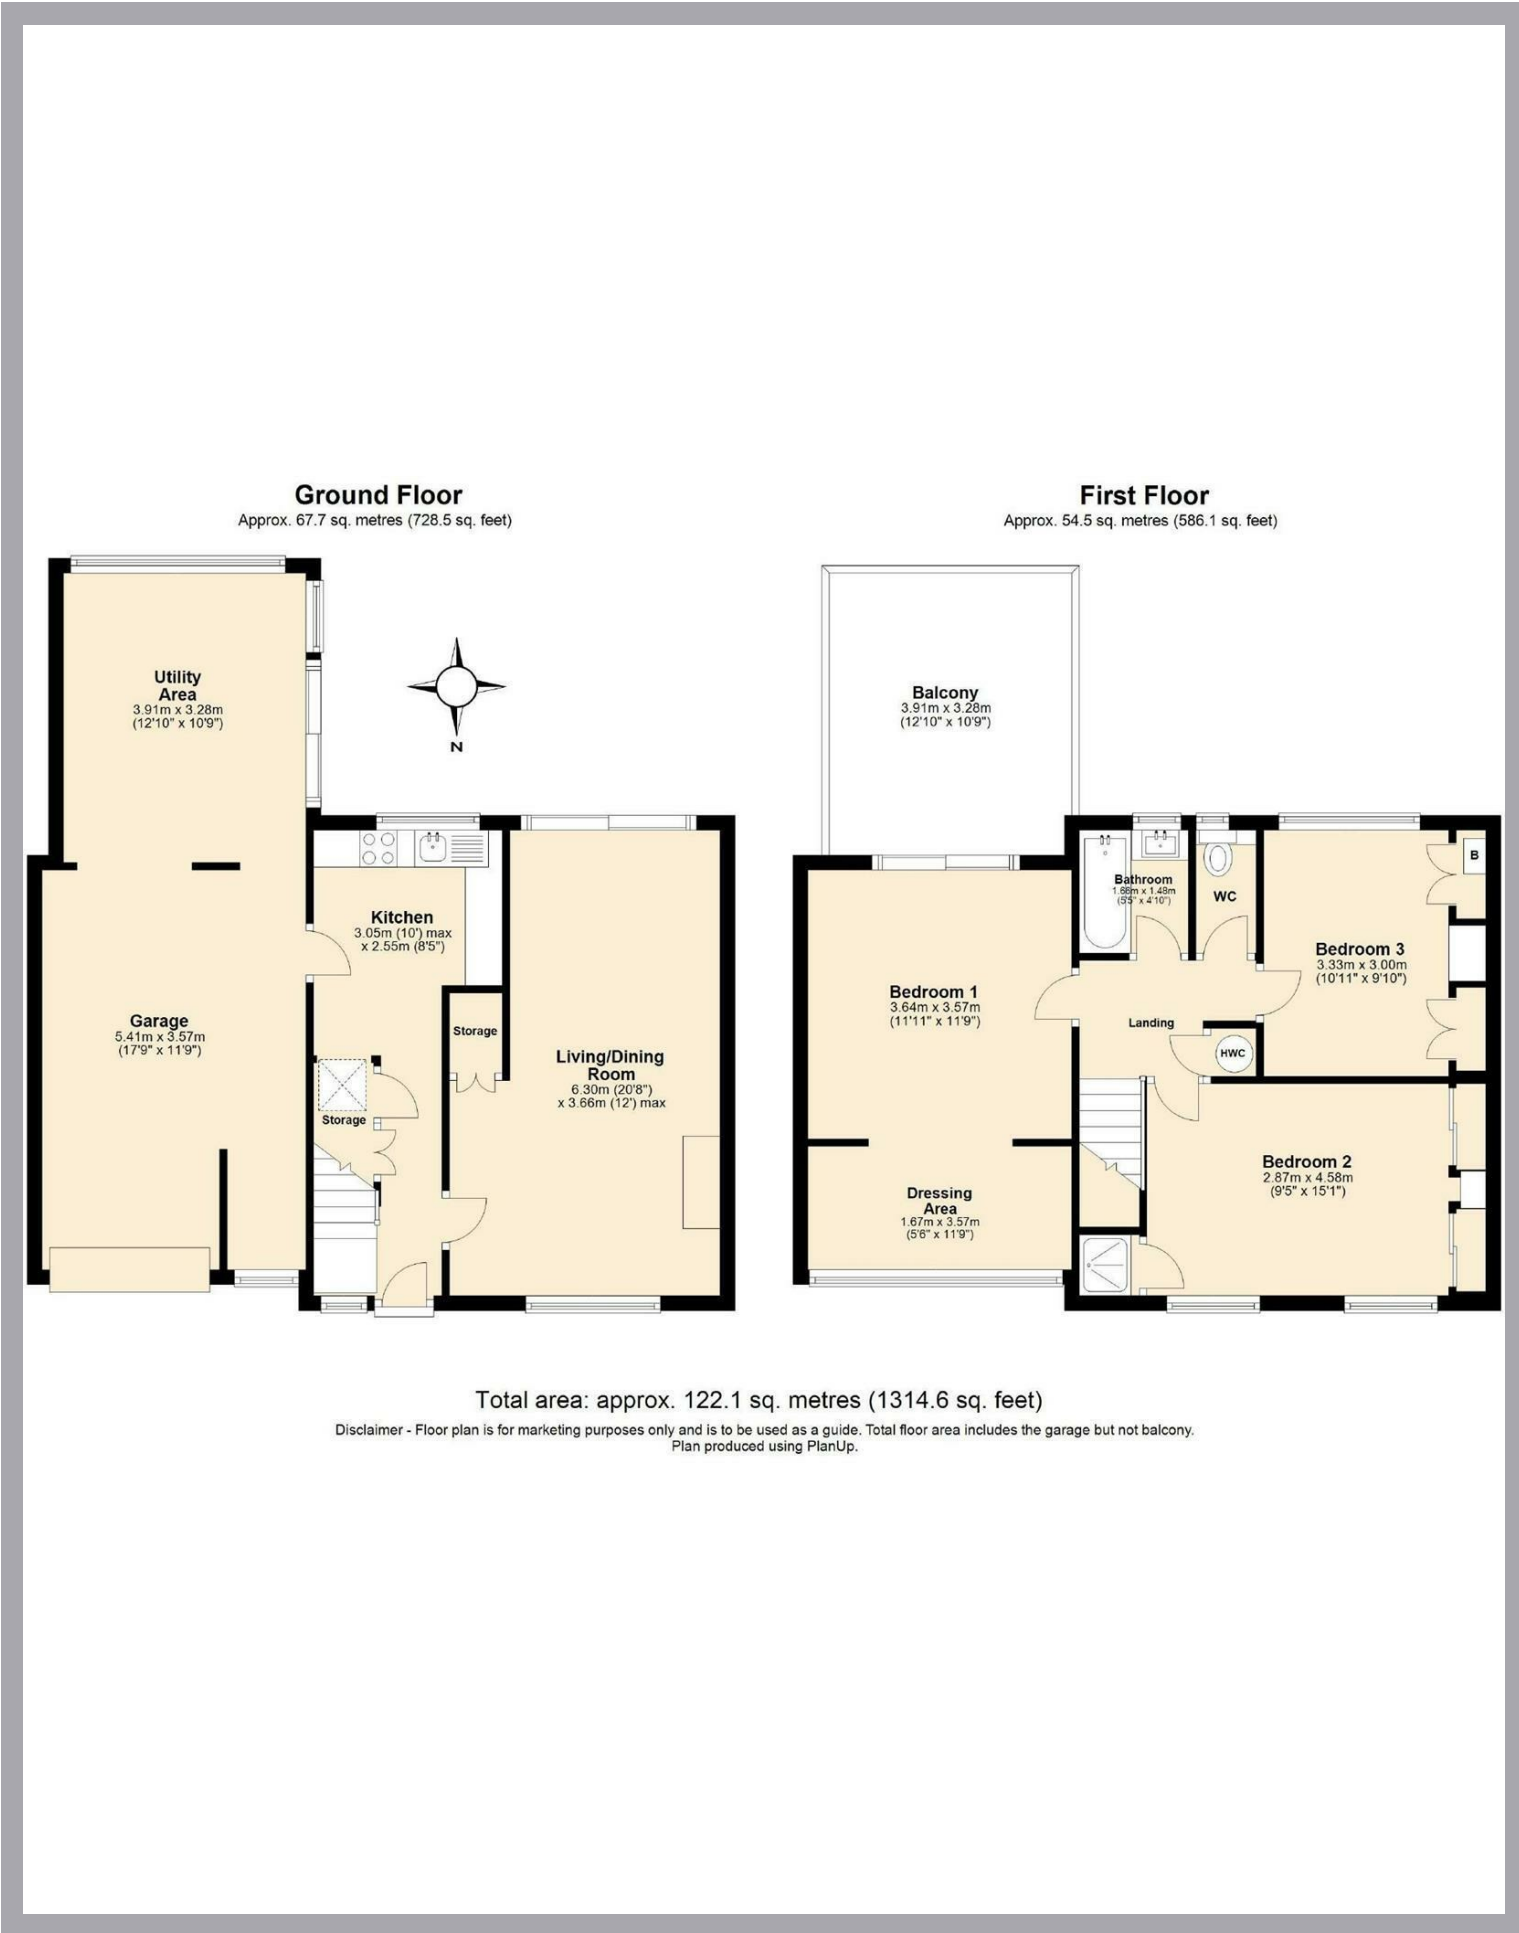 Ground Floor
Approx. 67.7 sq. metres (728.5 sq. feet)
Utility
Area
3.91m x 3.28m
(12'10" x 10'9")
N
Kitchen
3.05m (10') max
x 2.55m (8'5")
Garage
5.41m x 3.57m
(17'9" x 11'9")
Storage
Living/Dining
Room
6.30m (20'8")
x 3.66m (12') max
Storage
First Floor
Approx. 54.5 sq. metres (586.1 sq. feet)
Balcony
3.91m x 3.28m
(12'10" x 10'9")
Bathroom
1.66m x 1.48m
(5'5" x 4'10")
WC
B
Bedroom 3
3.33m x 3.00m
(10'11" x 9'10")
Bedroom 1
3.64m x 3.57m
(11'11" x 11'9")
Landing
HWC
Bedroom 2
2.87m x 4.58m
(9'5" x 15'1")
Dressing
Area
1.67m x 3.57m
(5'6" x 11'9")
Total area: approx. 122.1 sq. metres (1314.6 sq. feet)
Disclaimer - Floor plan is for marketing purposes only and is to be used as a guide. Total floor area includes the garage but not balcony.
Plan produced using PlanUp.